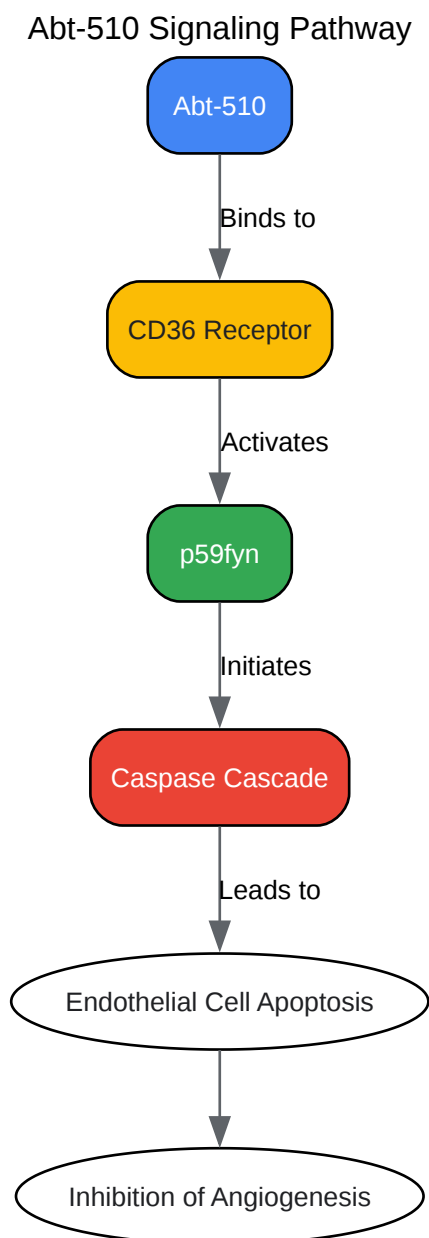 Abt-510 Signaling Pathway
Abt-510
Binds to
CD36 Receptor
Activates
p59fyn
Initiates
Caspase Cascade
Leads to
Endothelial Cell Apoptosis
Inhibition of Angiogenesis